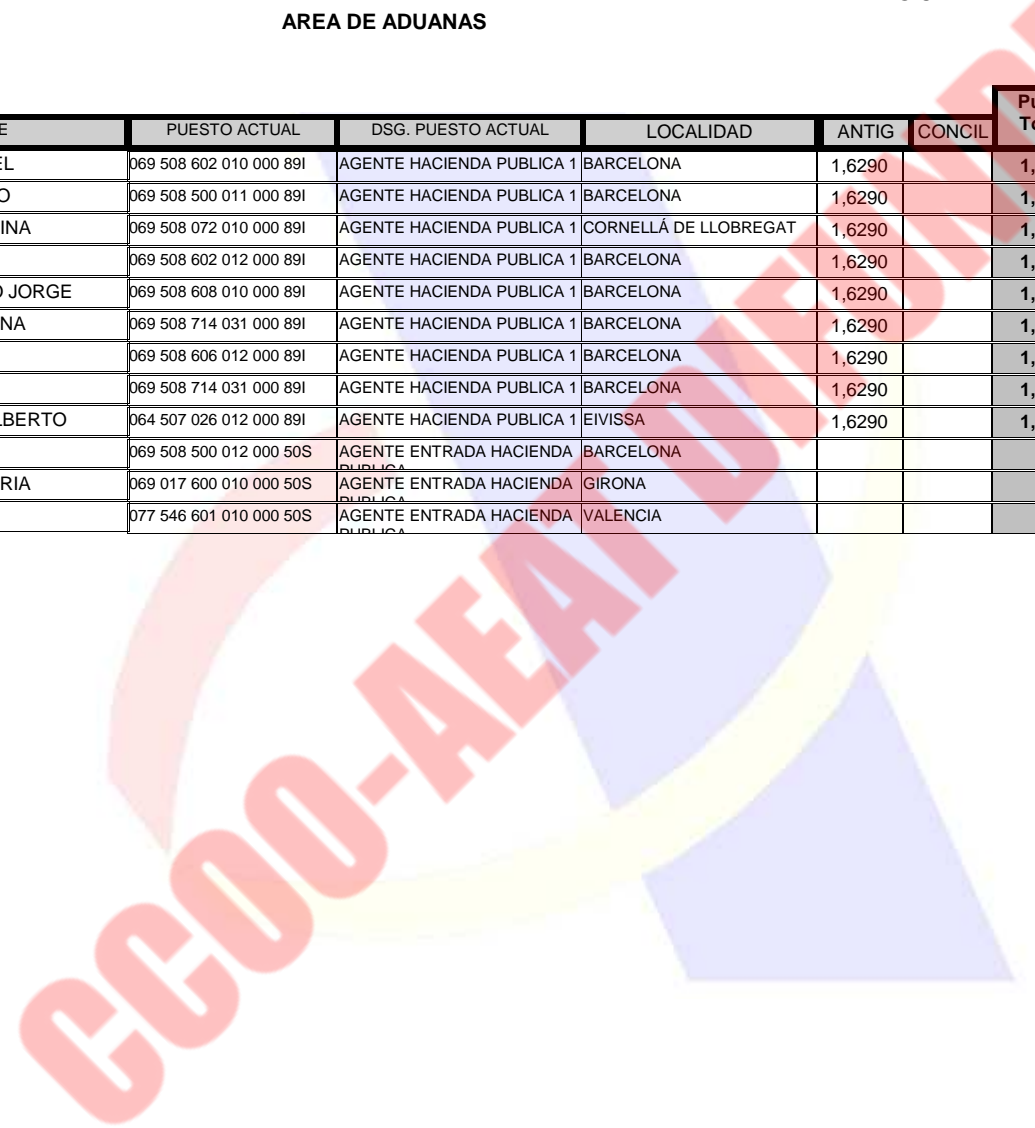 AREA DE ADUANAS
E PUESTO ACTUAL DSG. PUESTO ACTUAL LOCALIDAD ANTIG CONCIL
EL 069 508 602 010 000 89I AGENTE HACIENDA PUBLICA 1 BARCELONA 1,6290 1,
O 069 508 500 011 000 89I AGENTE HACIENDA PUBLICA 1 BARCELONA 1,6290 1,
INA 069 508 072 010 000 89I AGENTE HACIENDA PUBLICA 1 CORNELLÁ DE LLOBREGAT 1,6290 1,
069 508 602 012 000 89I AGENTE HACIENDA PUBLICA 1 BARCELONA 1,6290 1,
O JORGE 069 508 608 010 000 89I AGENTE HACIENDA PUBLICA 1 BARCELONA 1,6290 1,
NA 069 508 714 031 000 89I AGENTE HACIENDA PUBLICA 1 BARCELONA 1,6290 1,
069 508 606 012 000 89I AGENTE HACIENDA PUBLICA 1 BARCELONA 1,6290 1,
069 508 714 031 000 89I AGENTE HACIENDA PUBLICA 1 BARCELONA 1,6290 1,
LBERTO 064 507 026 012 000 89I AGENTE HACIENDA PUBLICA 1 EIVISSA 1,6290 1,
069 508 500 012 000 50S AGENTE ENTRADA HACIENDA PUBLICA BARCELONA
RIA 069 017 600 010 000 50S AGENTE ENTRADA HACIENDA PUBLICA GIRONA
077 546 601 010 000 50S AGENTE ENTRADA HACIENDA PUBLICA VALENCIA
CCOO-AEAT DIFUND